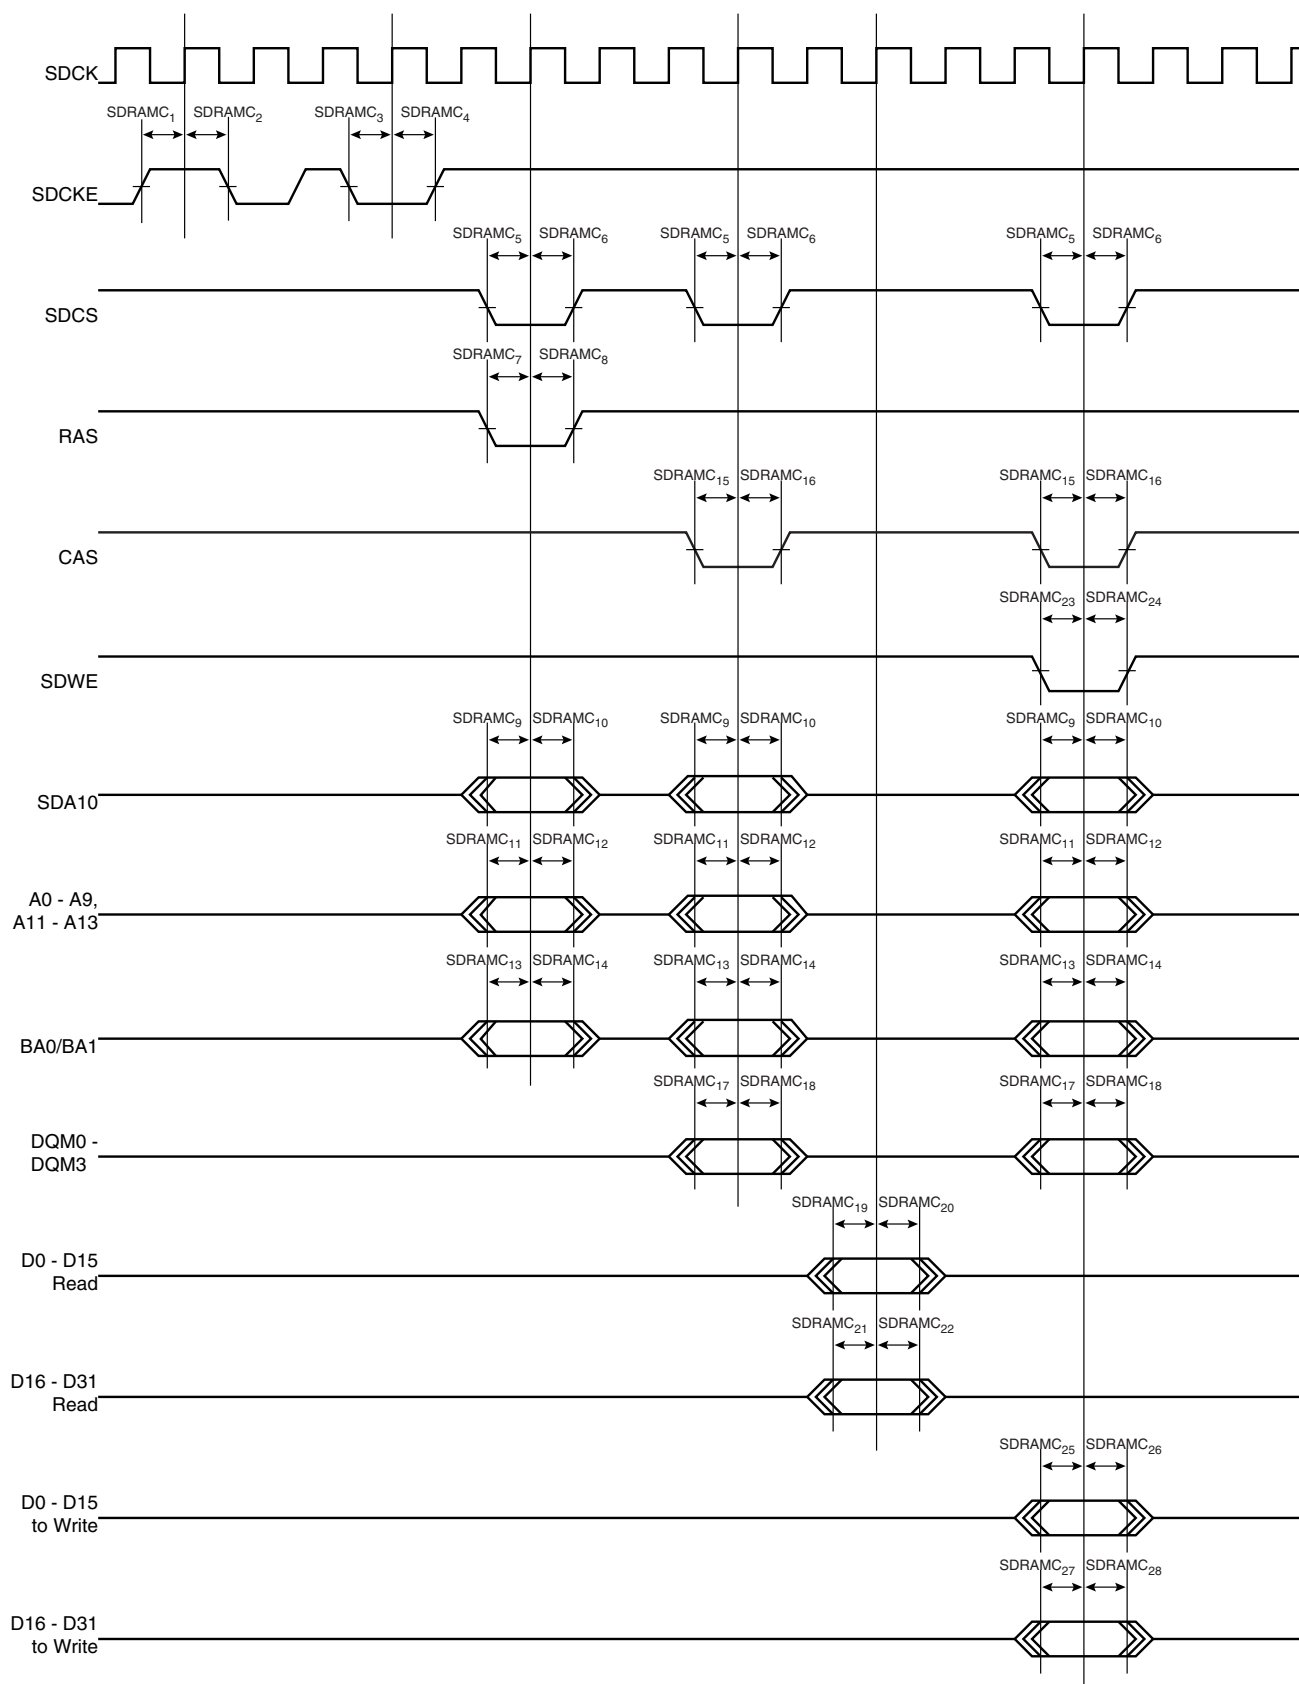 SDCK
SDRAMC1 SDRAMC2 SDRAMC3 SDRAMC4
SDCKE
SDRAMC5 SDRAMC6 SDRAMC5 SDRAMC6 SDRAMC5 SDRAMC6
SDCS
SDRAMC7 SDRAMC8
RAS
SDRAMC15 SDRAMC16 SDRAMC15 SDRAMC16
CAS
SDRAMC23 SDRAMC24
SDWE
SDRAMC9 SDRAMC10 SDRAMC9 SDRAMC10 SDRAMC9 SDRAMC10
SDA10
SDRAMC11 SDRAMC12 SDRAMC11 SDRAMC12 SDRAMC11 SDRAMC12
A0 - A9,
A11 - A13
SDRAMC13 SDRAMC14 SDRAMC13 SDRAMC14 SDRAMC13 SDRAMC14
BA0/BA1
SDRAMC17 SDRAMC18 SDRAMC17 SDRAMC18
DQM0 -
DQM3
SDRAMC19 SDRAMC20
D0 - D15
Read
SDRAMC21 SDRAMC22
D16 - D31
Read
SDRAMC25 SDRAMC26
D0 - D15
to Write
SDRAMC27 SDRAMC28
D16 - D31
to Write